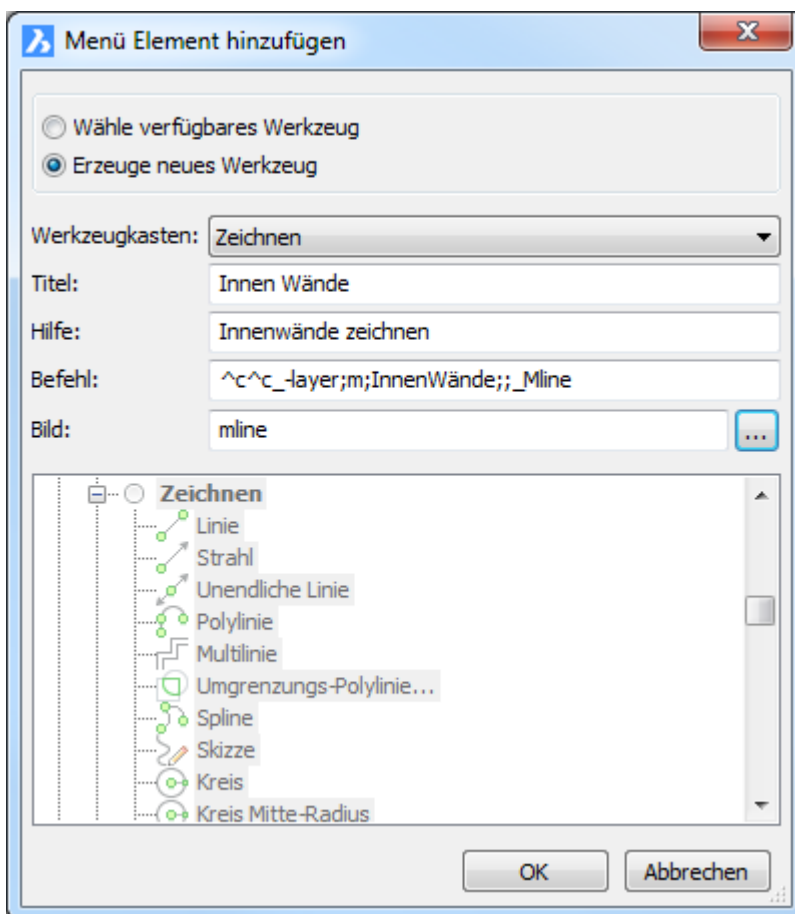 Menü Element hinzufügen
Wähle verfügbares Werkzeug
Erzeuge neues Werkzeug
Werkzeugkasten: Zeichnen
Titel: Innen Wände
Hilfe: Innenwände zeichnen
Befehl: ^c^c_-layer;m;InnenWände;;_Mline
Bild: mline ...
Zeichnen
Linie
Strahl
Unendliche Linie
Polylinie
Multilinie
Umgrenzungs-Polylinie...
Spline
Skizze
Kreis
Kreis Mitte-Radius
OK Abbrechen